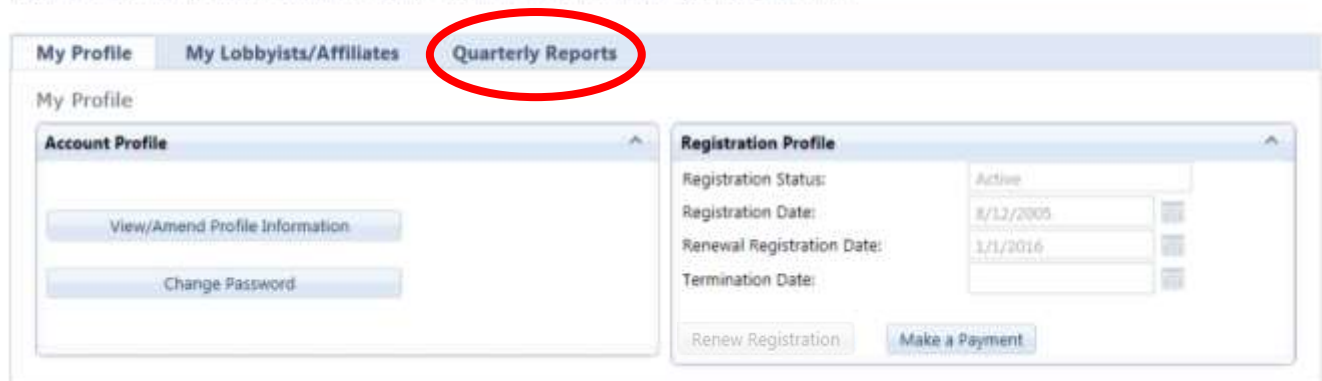 My Profile My Lobbyists/Affiliates Quarterly Reports
My Profile
Account Profile
View/Amend Profile Information
Change Password
Registration Profile
Registration Status: Active
Registration Date: 8/12/2005
Renewal Registration Date: 1/1/2016
Termination Date:
Renew Registration Make a Payment